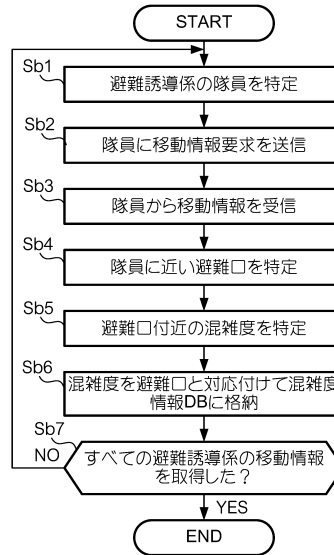 START
Sb1
避難誘導係の隊員を特定
Sb2
隊員に移動情報要求を送信
Sb3
隊員から移動情報を受信
Sb4
隊員に近い避難口を特定
Sb5
避難口付近の混雑度を特定
Sb6
混雑度を避難口と対応付けて混雑度
情報DBに格納
Sb7
NO
すべての避難誘導係の移動情報
を取得した？
YES
END